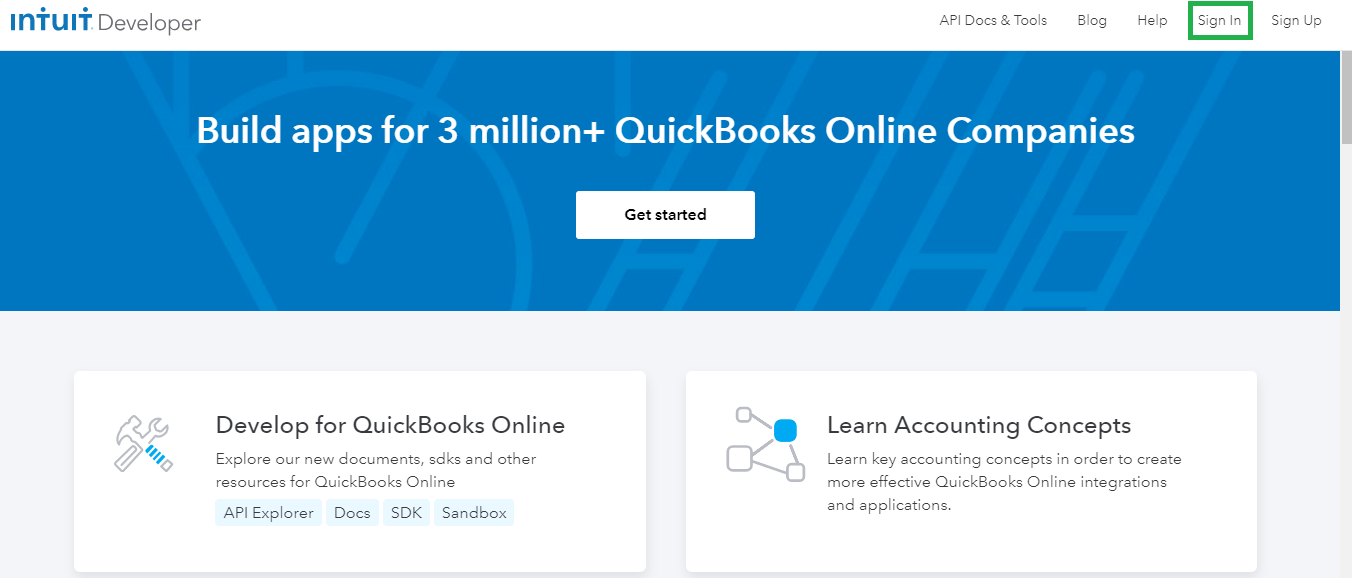 ıntuıt Developer
API Docs & Tools Blog Help Sign In Sign Up
Build apps for 3 million+ QuickBooks Online Companies
Get started
Develop for QuickBooks Online
Explore our new documents, sdks and other
resources for QuickBooks Online
API Explorer Docs SDK Sandbox
Learn Accounting Concepts
Learn key accounting concepts in order to create
more effective QuickBooks Online integrations
and applications.